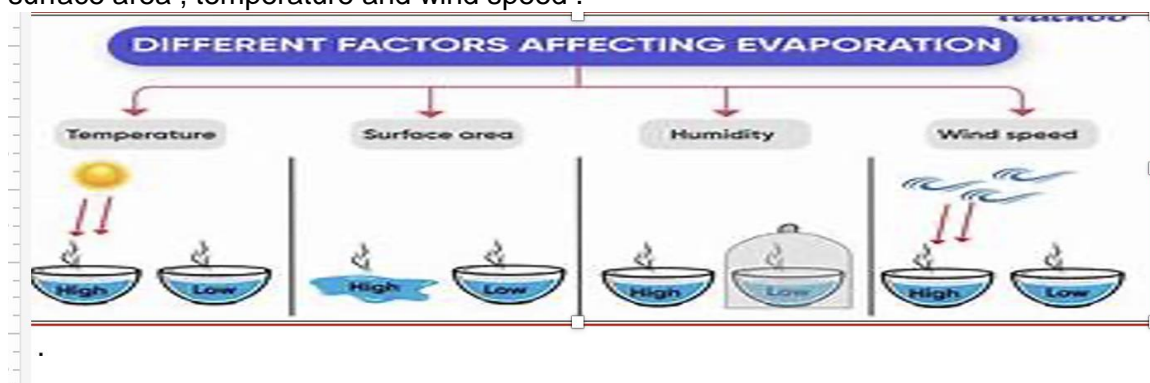 surface area , temperature and wind speed .
teachoo
DIFFERENT FACTORS AFFECTING EVAPORATION
Temperature Surface area Humidity Wind speed
High Low High Low High Low High Low
.